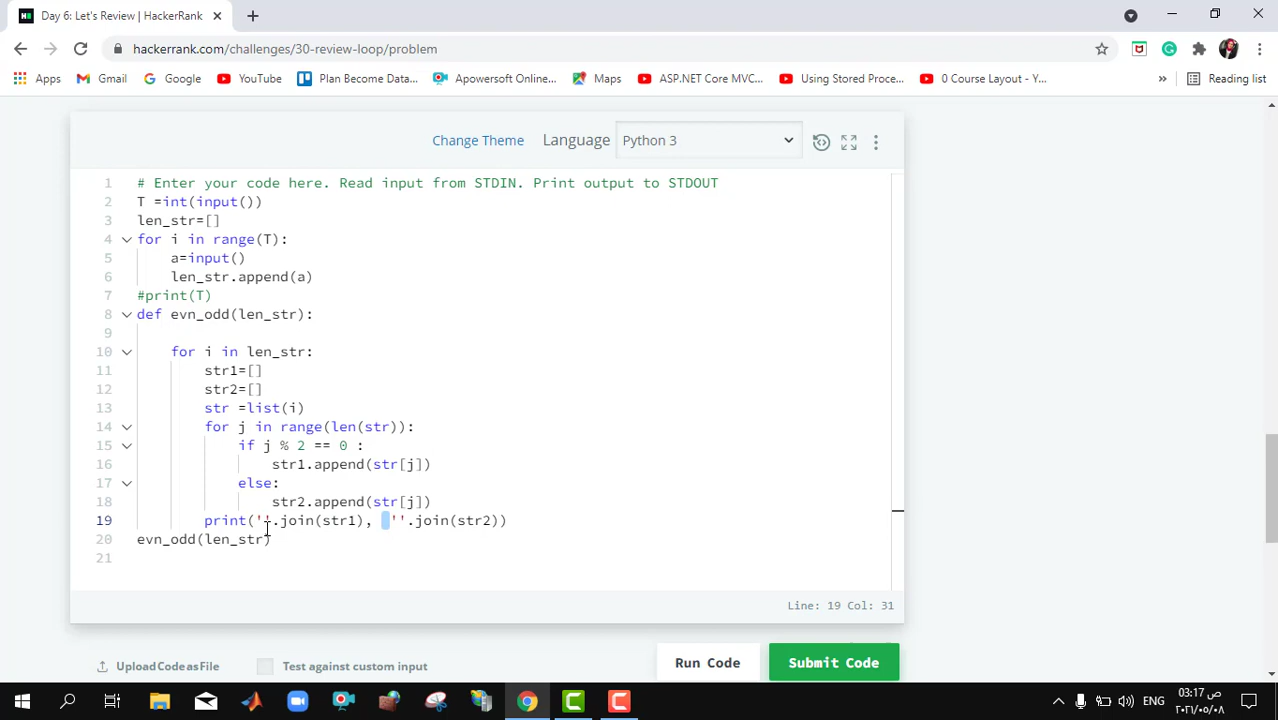 Day 6: Let's Review | HackerRank
hackerrank.com/challenges/30-review-loop/problem
Apps Gmail Google YouTube Plan Become Data... Apowersoft Online... Maps ASP.NET Core MVC... Using Stored Proce... 0 Course Layout - Y... » Reading list
Change Theme Language Python 3
1 # Enter your code here. Read input from STDIN. Print output to STDOUT
2 T =int(input())
3 len_str=[]
4 for i in range(T):
5 a=input()
6 len_str.append(a)
7 #print(T)
8 def evn_odd(len_str):
9
10 for i in len_str:
11 str1=[]
12 str2=[]
13 str =list(i)
14 for j in range(len(str)):
15 if j % 2 == 0 :
16 str1.append(str[j])
17 else:
18 str2.append(str[j])
19 print(''.join(str1),  ''.join(str2))
20 evn_odd(len_str)
21
Line: 19 Col: 31
Upload Code as File Test against custom input Run Code Submit Code
ENG 03:17 ص
٢٠٢١/٠٥/٠٨